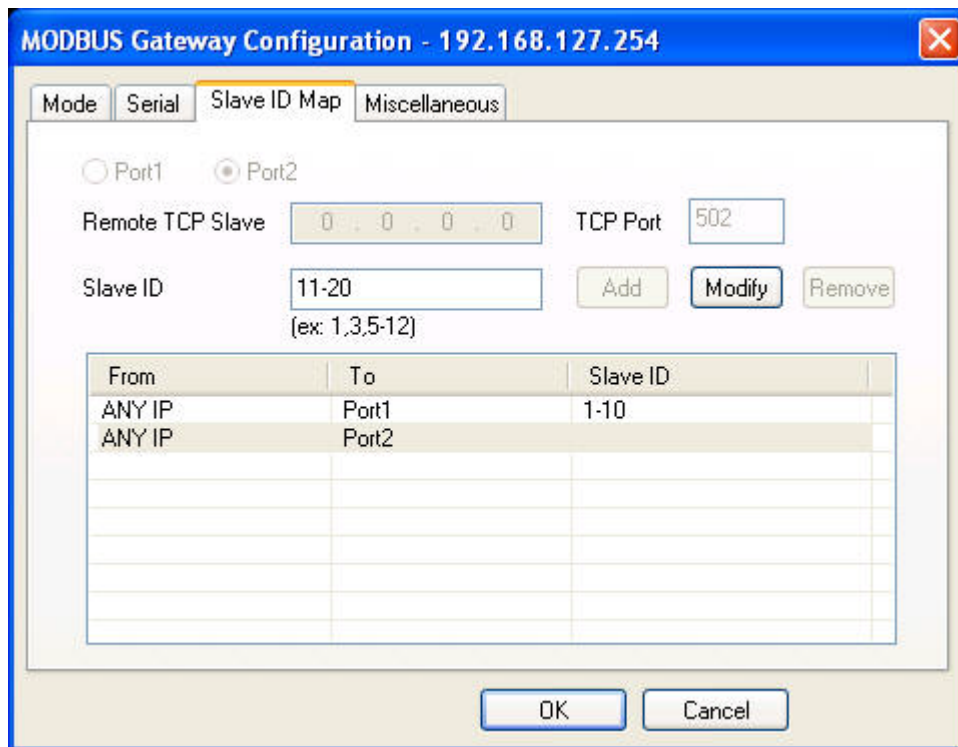 MODBUS Gateway Configuration - 192.168.127.254
Mode Serial Slave ID Map Miscellaneous
Port1 Port2
Remote TCP Slave 0 . 0 . 0 . 0 TCP Port 502
Slave ID 11-20 Add Modify Remove
(ex: 1,3,5-12)
From To Slave ID
ANY IP Port1 1-10
ANY IP Port2
OK Cancel